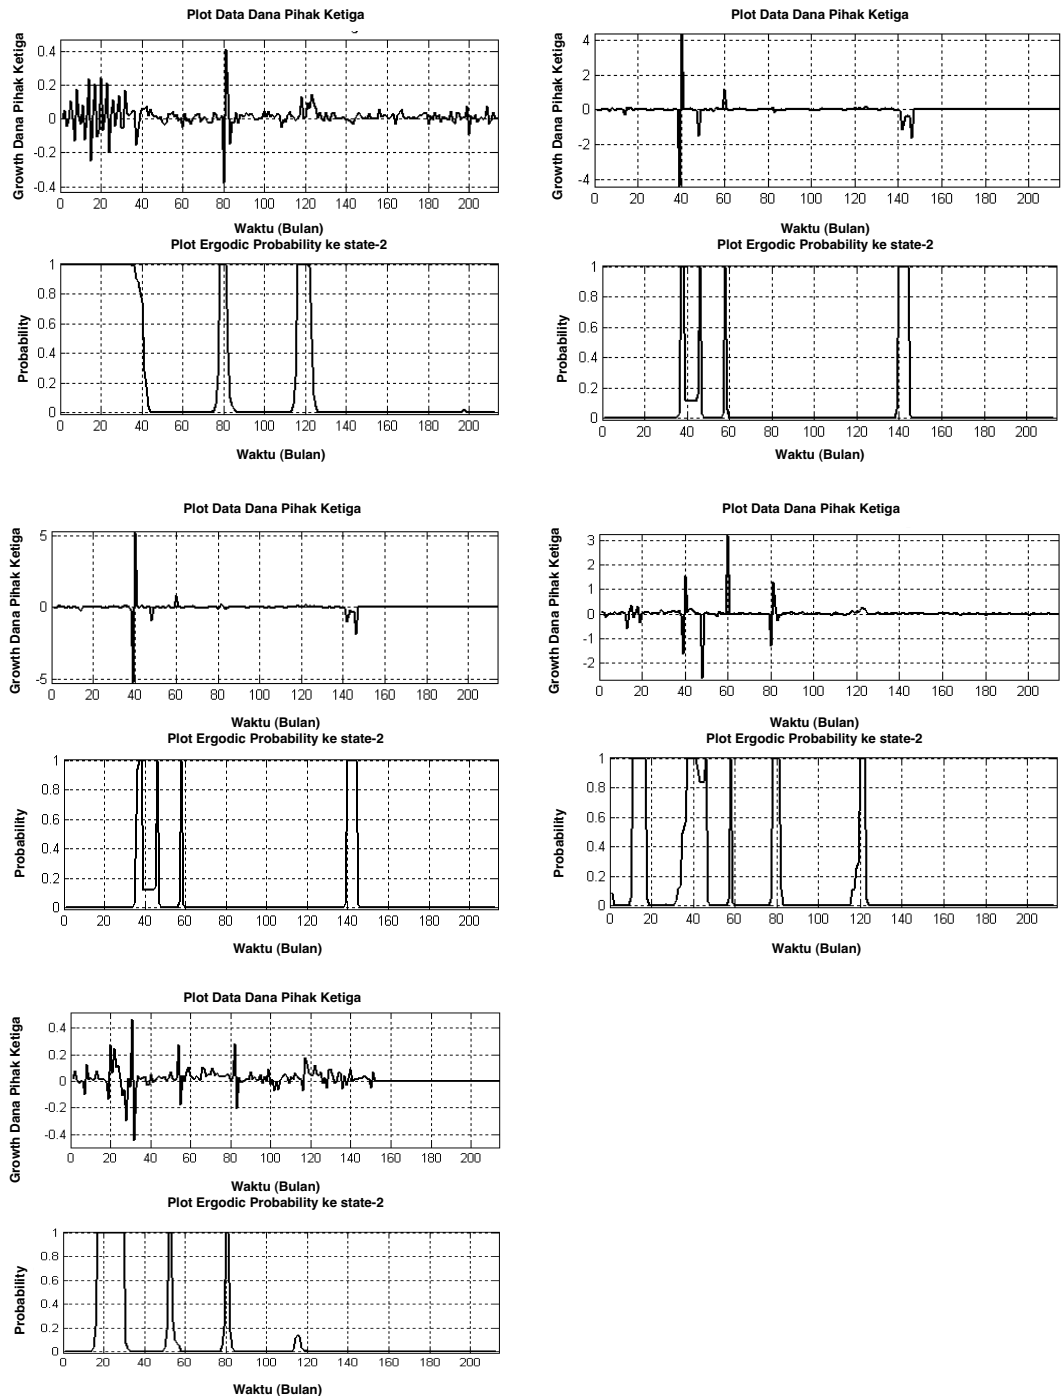 Plot Data Dana Pihak Ketiga
Growth Dana Pihak Ketiga
0.4
0.2
0
-0.2
-0.4
0 20 40 60 80 100 120 140 160 180 200
Waktu (Bulan)
Plot Ergodic Probability ke state-2
Probability
1
0.8
0.6
0.4
0.2
0
0 20 40 60 80 100 120 140 160 180 200
Waktu (Bulan)
Plot Data Dana Pihak Ketiga
Growth Dana Pihak Ketiga
4
2
0
-2
-4
0 20 40 60 80 100 120 140 160 180 200
Waktu (Bulan)
Plot Ergodic Probability ke state-2
Probability
1
0.8
0.6
0.4
0.2
0
0 20 40 60 80 100 120 140 160 180 200
Waktu (Bulan)
Plot Data Dana Pihak Ketiga
Growth Dana Pihak Ketiga
5
0
-5
0 20 40 60 80 100 120 140 160 180 200
Waktu (Bulan)
Plot Ergodic Probability ke state-2
Probability
1
0.8
0.6
0.4
0.2
0
0 20 40 60 80 100 120 140 160 180 200
Waktu (Bulan)
Plot Data Dana Pihak Ketiga
Growth Dana Pihak Ketiga
3
2
1
0
-1
-2
0 20 40 60 80 100 120 140 160 180 200
Waktu (Bulan)
Plot Ergodic Probability ke state-2
Probability
1
0.8
0.6
0.4
0.2
0
0 20 40 60 80 100 120 140 160 180 200
Waktu (Bulan)
Plot Data Dana Pihak Ketiga
Growth Dana Pihak Ketiga
0.4
0.2
0
-0.2
-0.4
0 20 40 60 80 100 120 140 160 180 200
Waktu (Bulan)
Plot Ergodic Probability ke state-2
Probability
1
0.8
0.6
0.4
0.2
0
0 20 40 60 80 100 120 140 160 180 200
Waktu (Bulan)